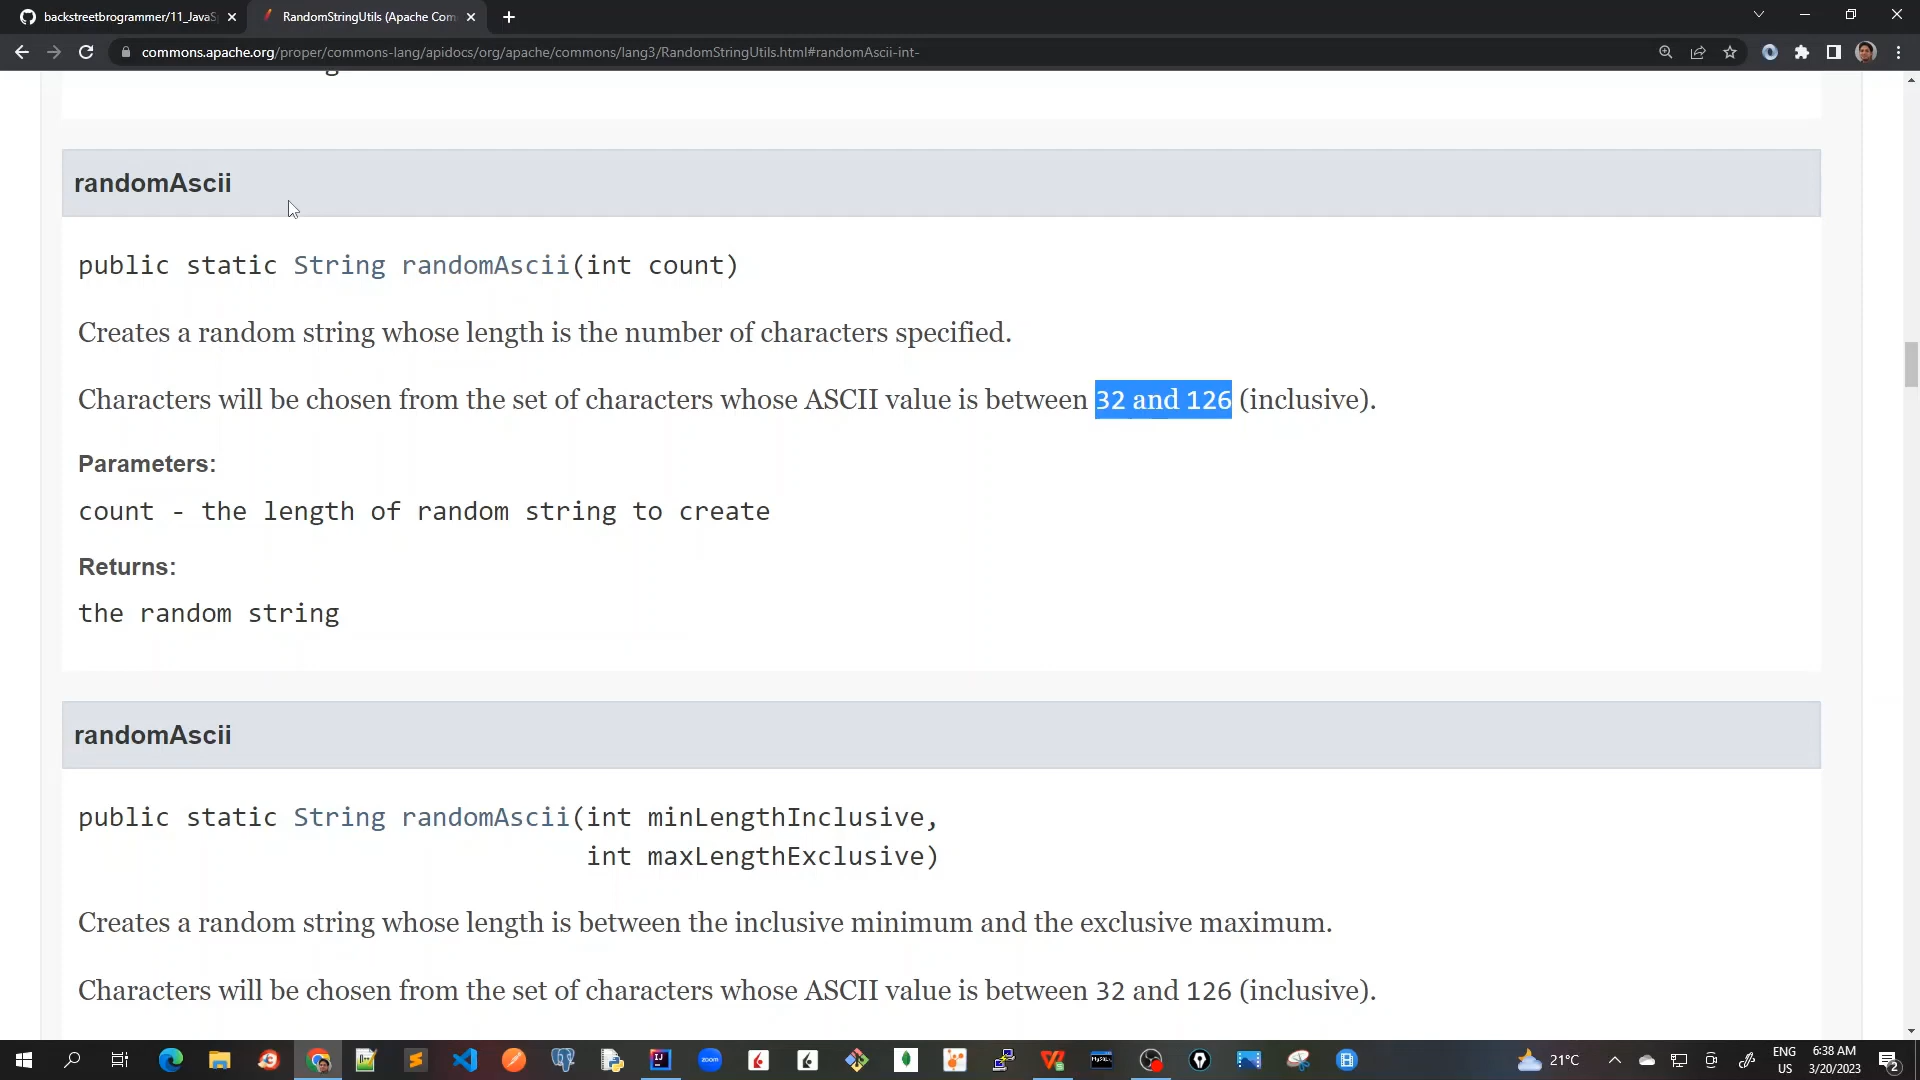 backstreetbrogrammer/11_JavaS
RandomStringUtils (Apache Com
commons.apache.org/proper/commons-lang/apidocs/org/apache/commons/lang3/RandomStringUtils.html#randomAscii-int-
randomAscii
public static String randomAscii(int count)
Creates a random string whose length is the number of characters specified.
Characters will be chosen from the set of characters whose ASCII value is between 32 and 126 (inclusive).
Parameters:
count - the length of random string to create
Returns:
the random string
randomAscii
public static String randomAscii(int minLengthInclusive,
int maxLengthExclusive)
Creates a random string whose length is between the inclusive minimum and the exclusive maximum.
Characters will be chosen from the set of characters whose ASCII value is between 32 and 126 (inclusive).
zoom
21°C
ENG
US
6:38 AM
3/20/2023
2